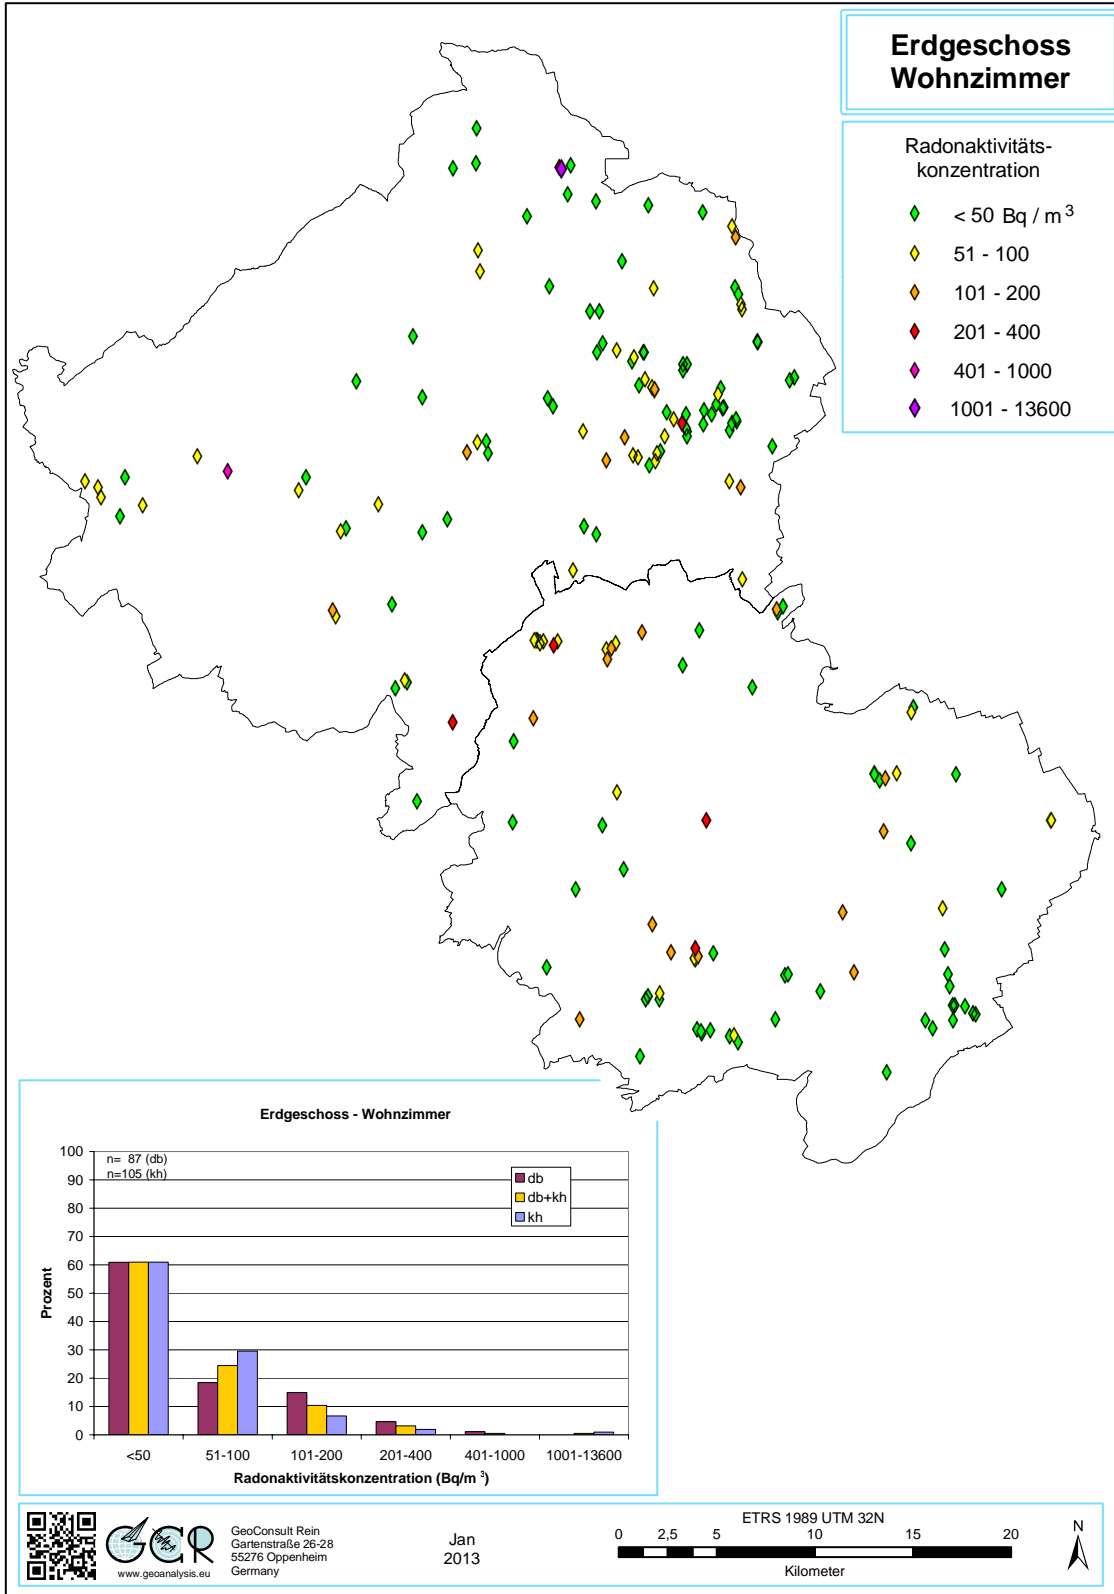 Erdgeschoss
Wohnzimmer
Radonaktivitäts-
konzentration
< 50 Bq / m³
51 - 100
101 - 200
201 - 400
401 - 1000
1001 - 13600
Erdgeschoss - Wohnzimmer
n= 87 (db)
n=105 (kh)
db
db+kh
kh
Prozent
100
90
80
70
60
50
40
30
20
10
0
<50 51-100 101-200 201-400 401-1000 1001-13600
Radonaktivitätskonzentration (Bq/m³)
GCR
www.geoanalysis.eu
GeoConsult Rein
Gartenstraße 26-28
55276 Oppenheim
Germany
Jan
2013
ETRS 1989 UTM 32N
0 2,5 5 10 15 20
Kilometer
N